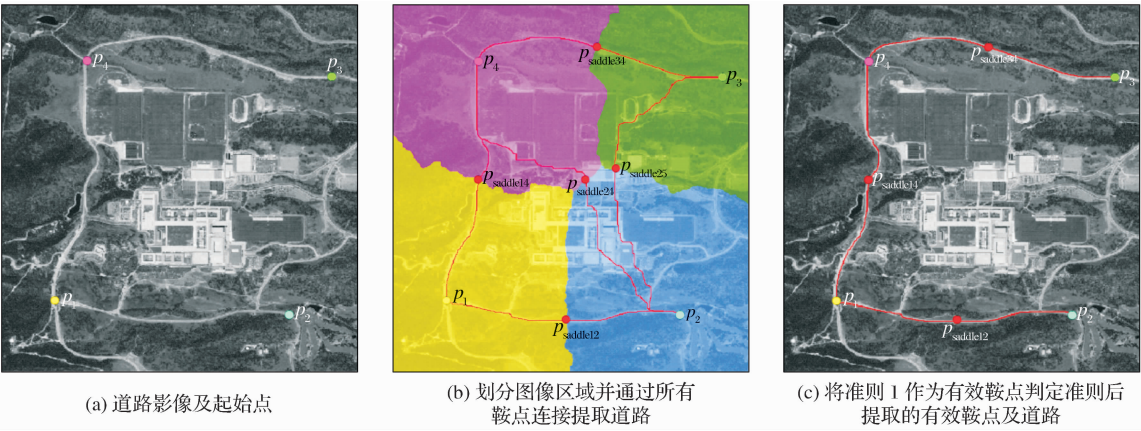 p4
p3
p1
p2
(a) 道路影像及起始点
p4
psaddle34
p3
psaddle14
psaddle24
psaddle25
p1
psaddle12
p2
(b) 划分图像区域并通过所有
鞍点连接提取道路
p4
psaddle34
p3
psaddle14
p1
psaddle12
p2
(c) 将准则 1 作为有效鞍点判定准则后
提取的有效鞍点及道路